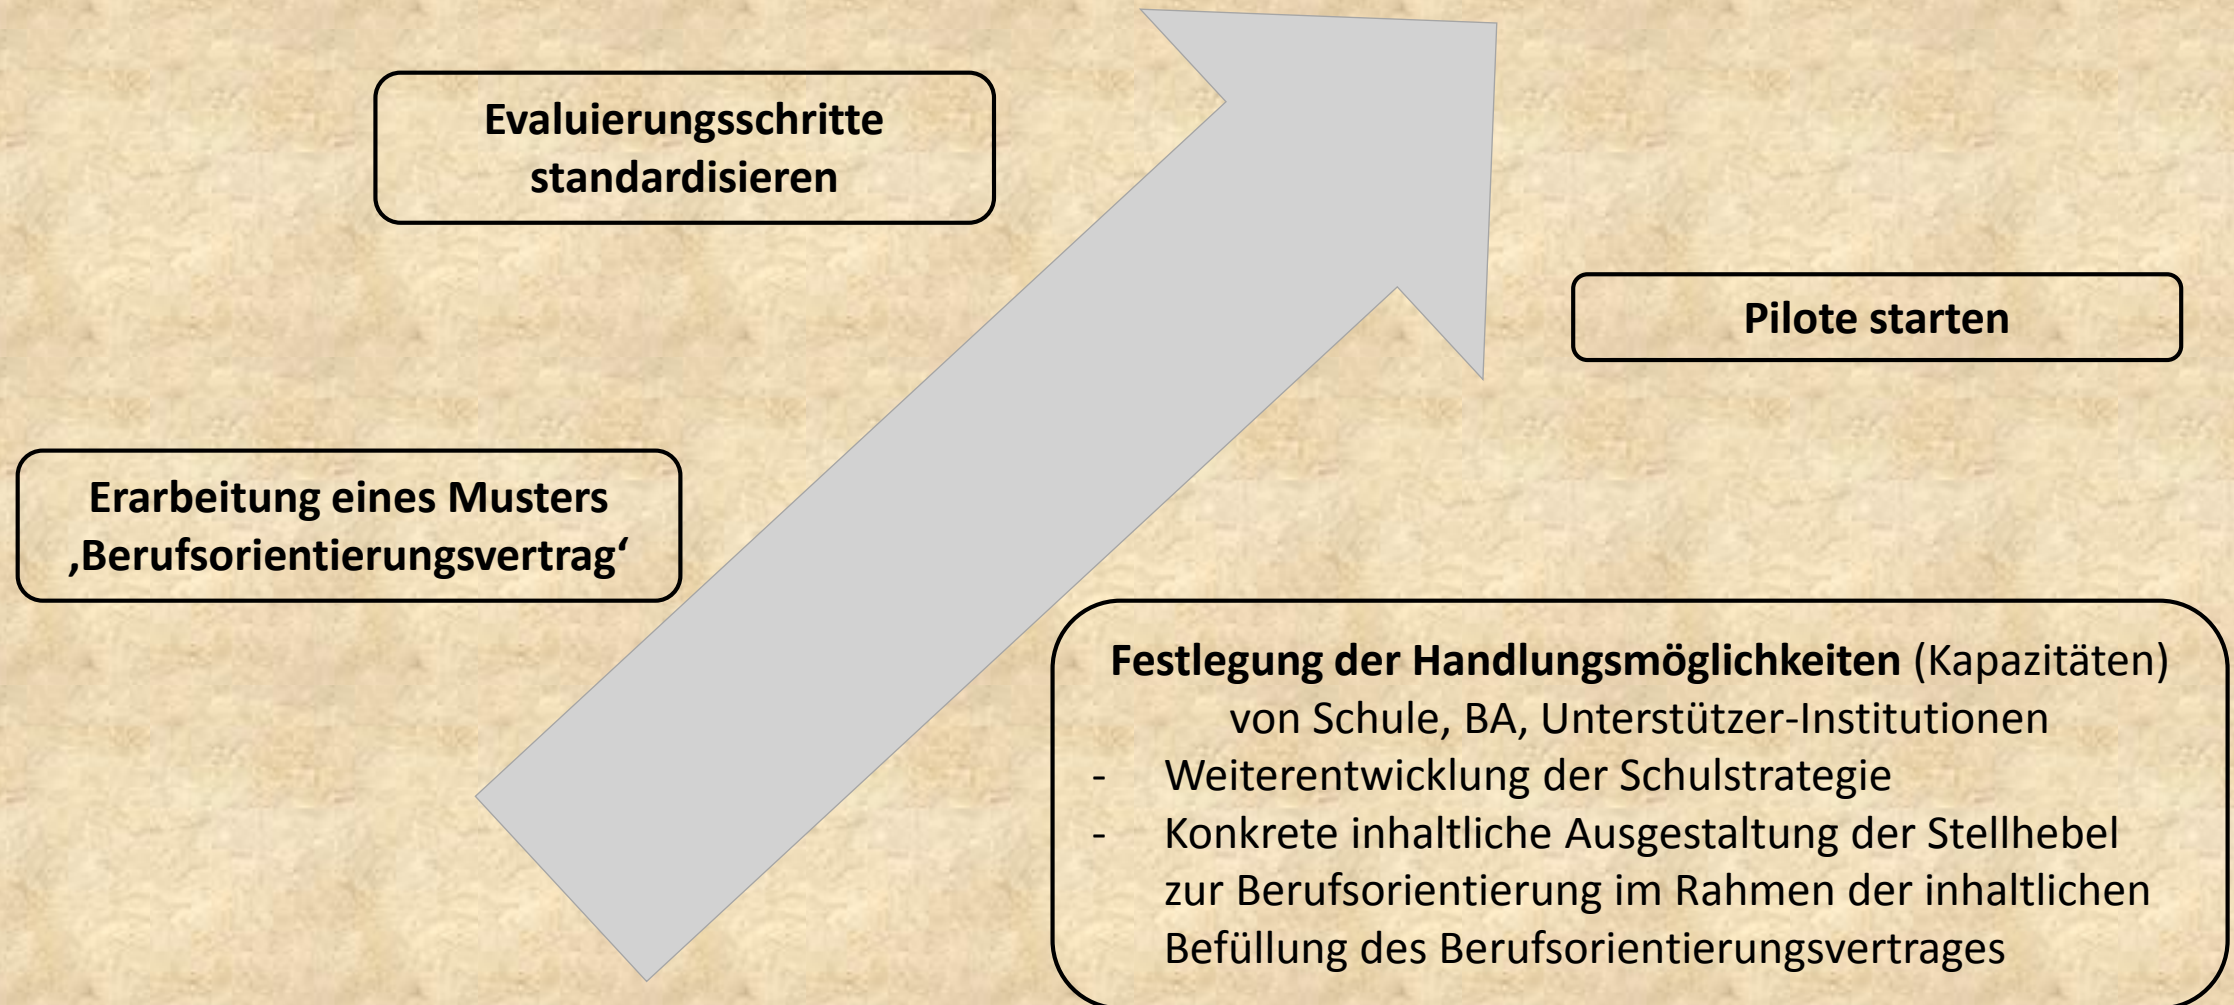 Evaluierungsschritte
standardisieren
Pilote starten
Erarbeitung eines Musters
‚Berufsorientierungsvertrag‘
Festlegung der Handlungsmöglichkeiten (Kapazitäten)
von Schule, BA, Unterstützer-Institutionen
- Weiterentwicklung der Schulstrategie
- Konkrete inhaltliche Ausgestaltung der Stellhebel
zur Berufsorientierung im Rahmen der inhaltlichen
Befüllung des Berufsorientierungsvertrages